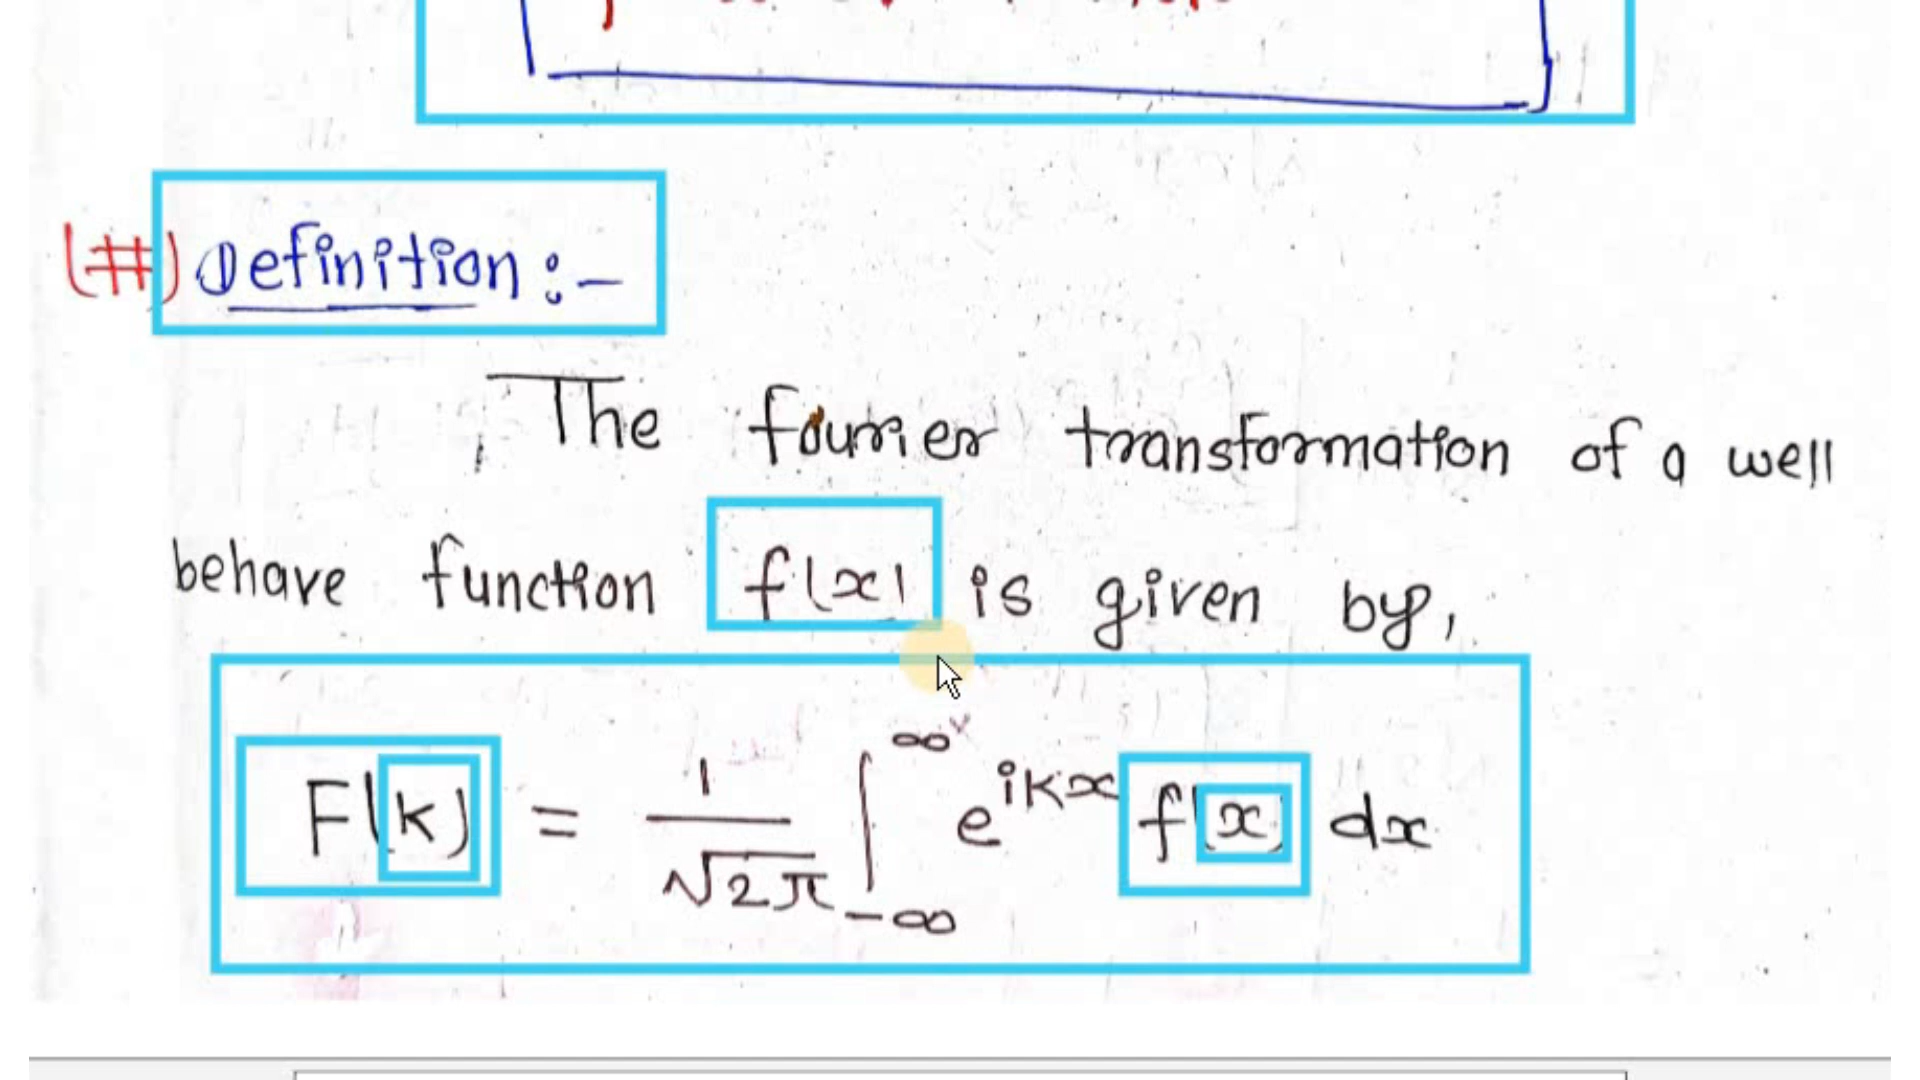 (#) Definition :-
The fourier transformation of a well
behave function f(x) is given by,
F(k) = 1/√2π ∫_{-∞}^{∞} e^{ikx} f(x) dx